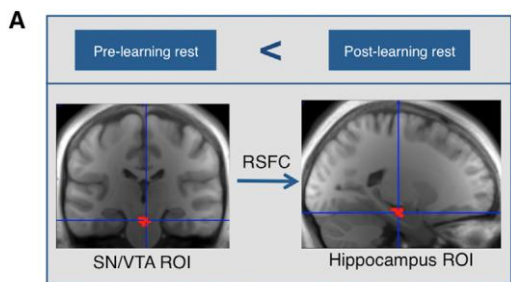 A
Pre-learning rest < Post-learning rest
RSFC
SN/VTA ROI
Hippocampus ROI